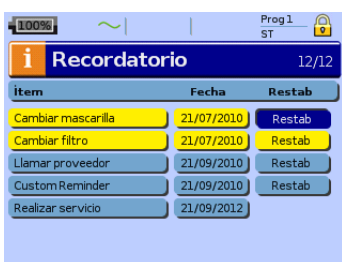 100% Prog 1
ST
i Recordatorio 12/12
Ítem Fecha Restab
Cambiar mascarilla 21/07/2010 Restab
Cambiar filtro 21/07/2010 Restab
Llamar proveedor 21/09/2010 Restab
Custom Reminder 21/09/2010 Restab
Realizar servicio 21/09/2012